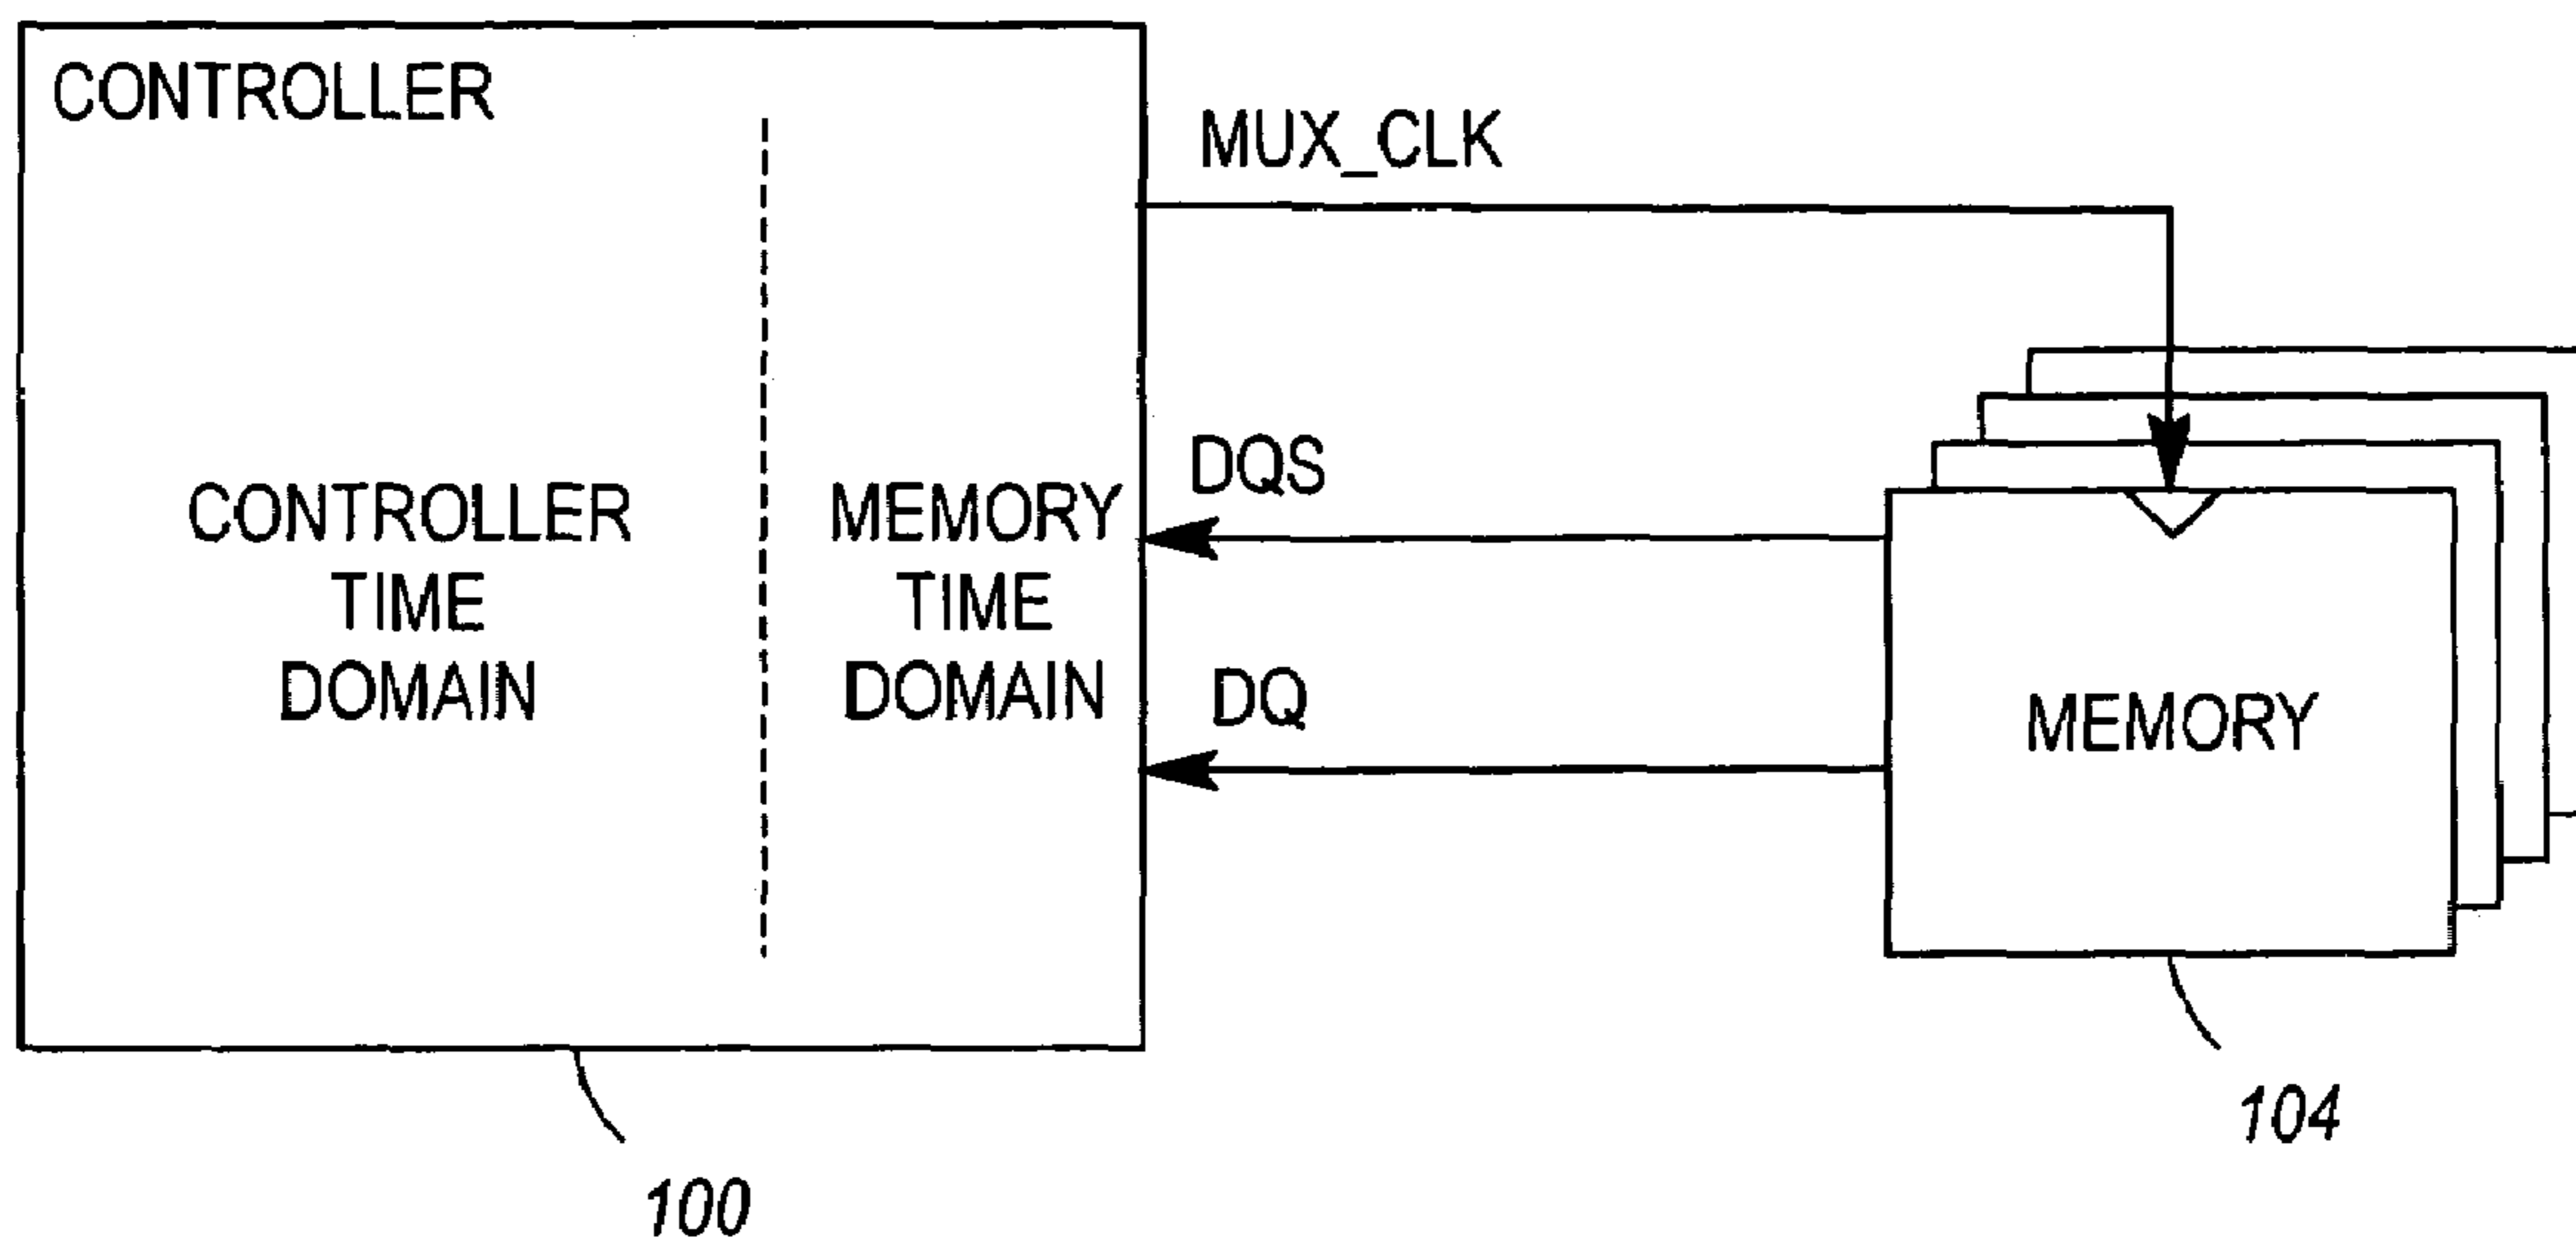 CONTROLLER
MUX_CLK
CONTROLLER
TIME
DOMAIN
MEMORY
TIME
DOMAIN
DQS
DQ
MEMORY
100
104